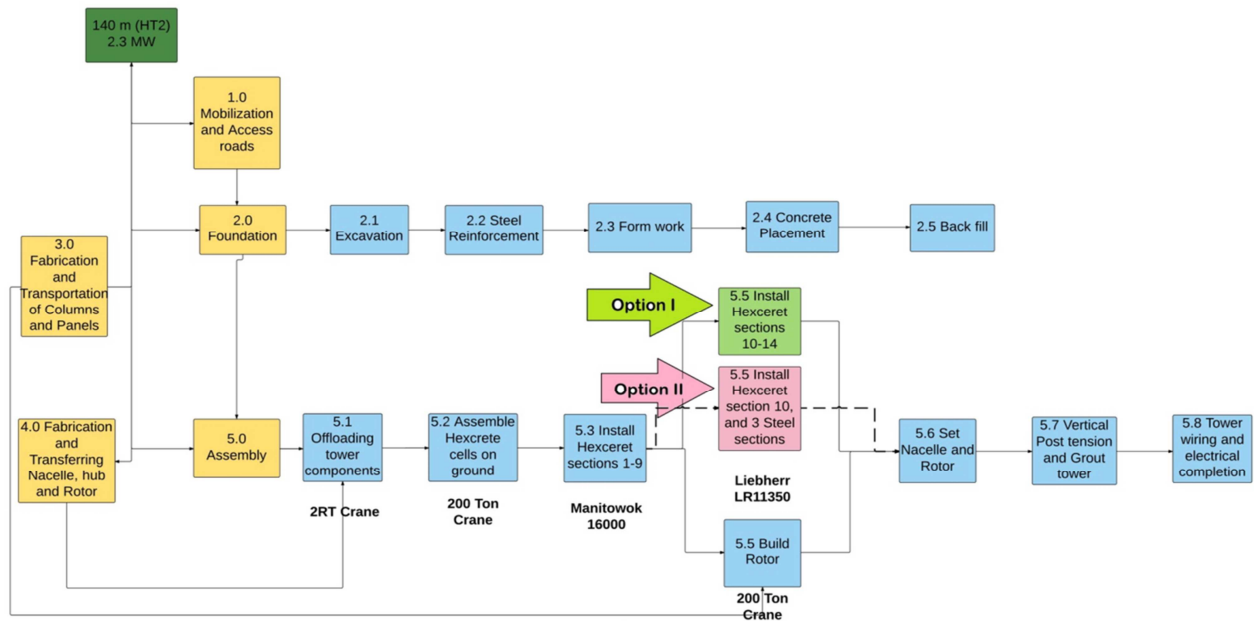 140 m (HT2)
2.3 MW
1.0
Mobilization
and Access
roads
2.0
Foundation
2.1
Excavation
2.2 Steel
Reinforcement
2.3 Form work
2.4 Concrete
Placement
2.5 Back fill
3.0
Fabrication
and
Transportation
of Columns
and Panels
Option I
5.5 Install
Hexceret
sections
10-14
Option II
5.5 Install
Hexceret
section 10,
and 3 Steel
sections
4.0 Fabrication
and
Transferring
Nacelle, hub
and Rotor
5.0
Assembly
5.1
Offloading
tower
components
5.2 Assemble
Hexcrete
cells on
ground
5.3 Install
Hexceret
sections 1-9
5.6 Set
Nacelle and
Rotor
5.7 Vertical
Post tension
and Grout
tower
5.8 Tower
wiring and
electrical
completion
2RT Crane
200 Ton
Crane
Manitowok
16000
Liebherr
LR11350
5.5 Build
Rotor
200 Ton
Crane